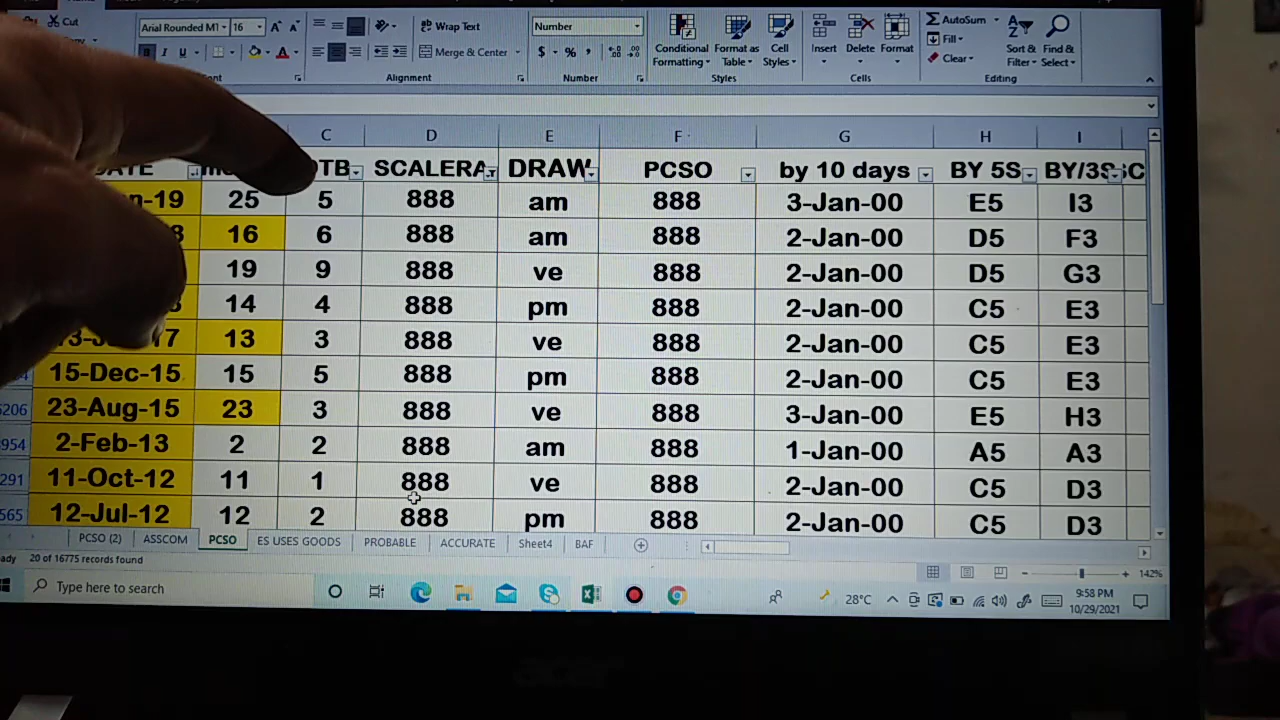 Cut
Arial Rounded MT 16 A A
Wrap Text
Number
AutoSum
Fill
Clear
B I U
Merge & Center
$ % ,
Conditional Formatting
Format as Table
Cell Styles
Insert Delete Format
Sort & Filter
Find & Select
Alignment Number Styles Cells Editing
C D E F G H I
SCALERA DRAW PCSO by 10 days BY 5S BY/3S
25 5 888 am 888 3-Jan-00 E5 I3
16 6 888 am 888 2-Jan-00 D5 F3
19 9 888 ve 888 2-Jan-00 D5 G3
14 4 888 pm 888 2-Jan-00 C5 E3
13 3 888 ve 888 2-Jan-00 C5 E3
15-Dec-15 15 5 888 pm 888 2-Jan-00 C5 E3
23-Aug-15 23 3 888 ve 888 3-Jan-00 E5 H3
2-Feb-13 2 2 888 am 888 1-Jan-00 A5 A3
11-Oct-12 11 1 888 ve 888 2-Jan-00 C5 D3
12-Jul-12 12 2 888 pm 888 2-Jan-00 C5 D3
PCSO (2) ASSCOM PCSO ES USES GOODS PROBABLE ACCURATE Sheet4 BAF
20 of 16775 records found
142%
Type here to search
28°C
9:58 PM
10/29/2021
acer